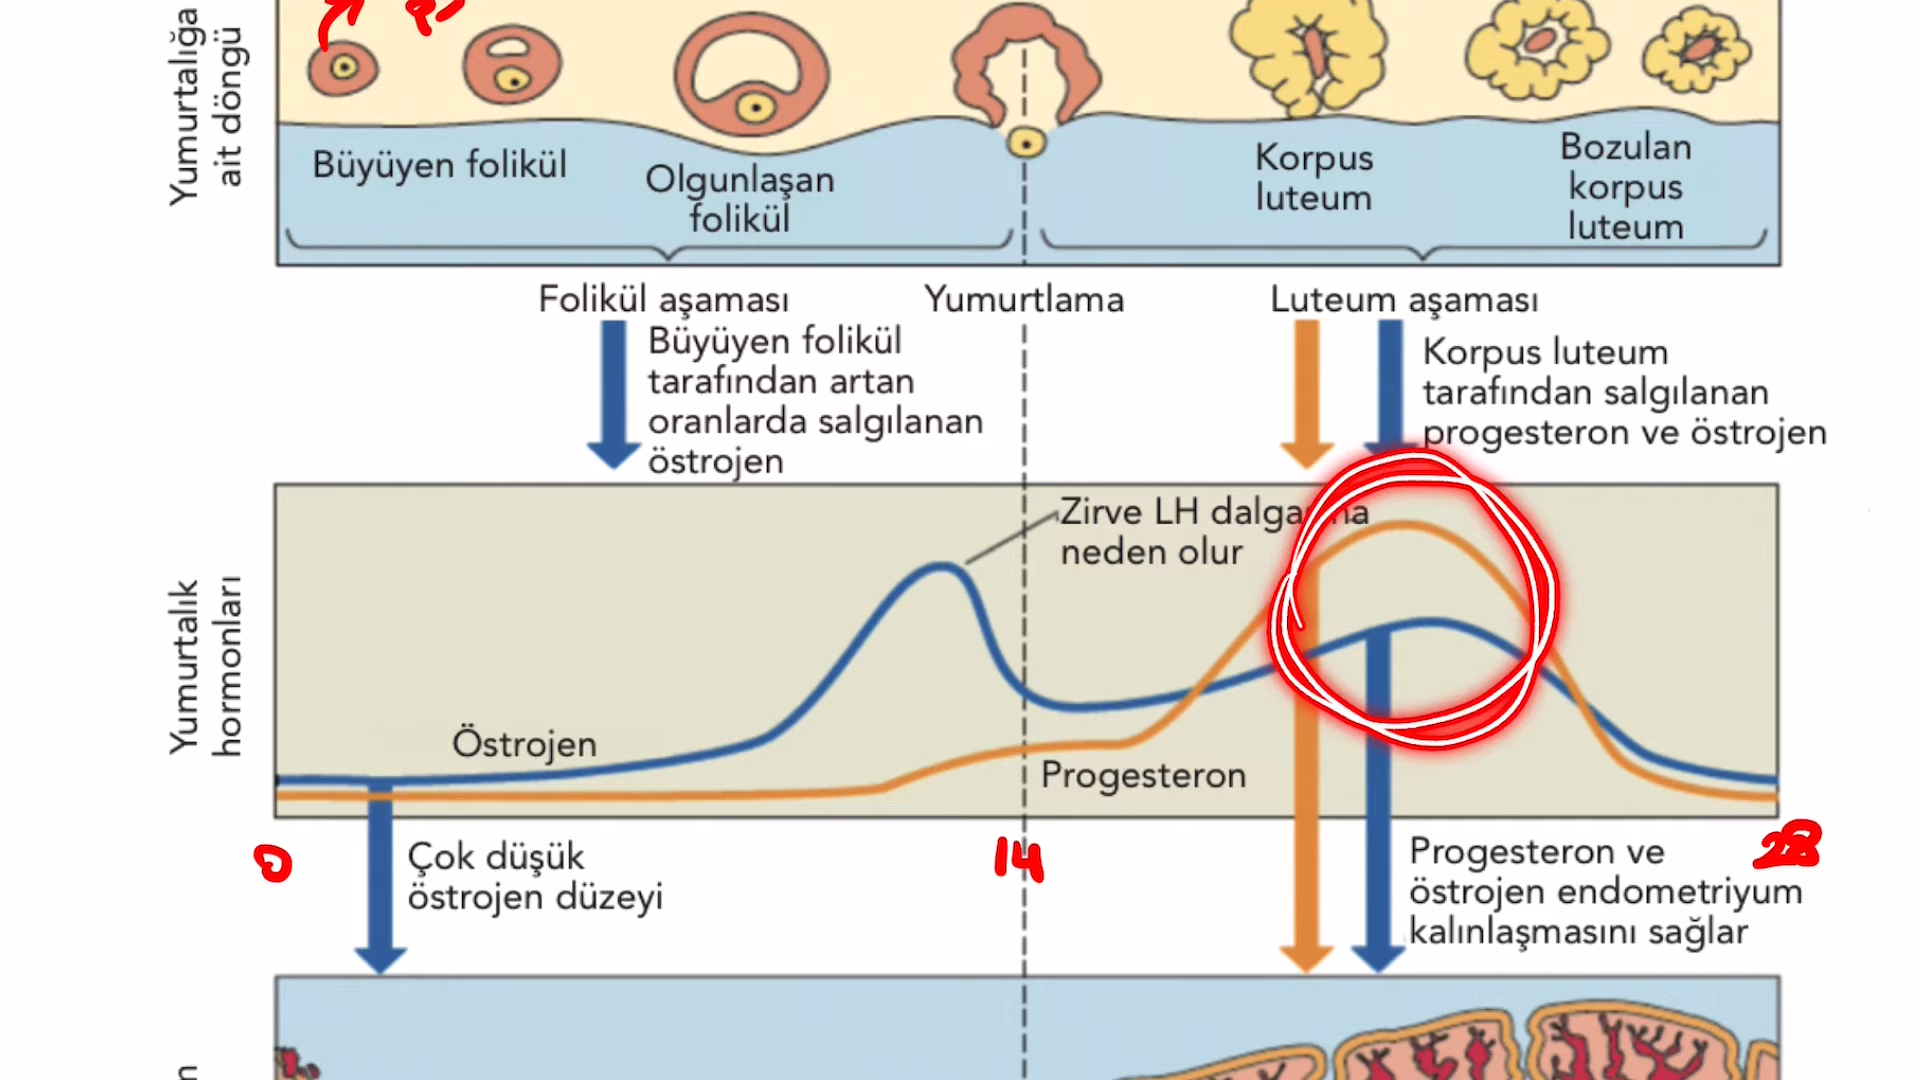 Yumurtalığa
ait döngü
Büyüyen folikül
Olgunlaşan
folikül
Korpus
luteum
Bozulan
korpus
luteum
Folikül aşaması
Yumurtlama
Luteum aşaması
Büyüyen folikül
tarafından artan
oranlarda salgılanan
östrojen
Korpus luteum
tarafından salgılanan
progesteron ve östrojen
Yumurtalık
hormonları
Zirve LH
neden olur
Östrojen
Progesteron
0
14
28
Çok düşük
östrojen düzeyi
Progesteron ve
östrojen endometriyum
kalınlaşmasını sağlar